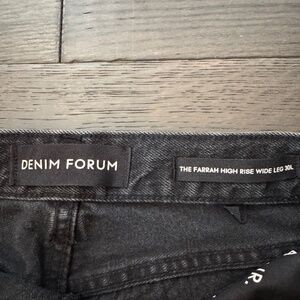 DENIM FORUM
THE FARRAH HIGH RISE WIDE LEG 30L